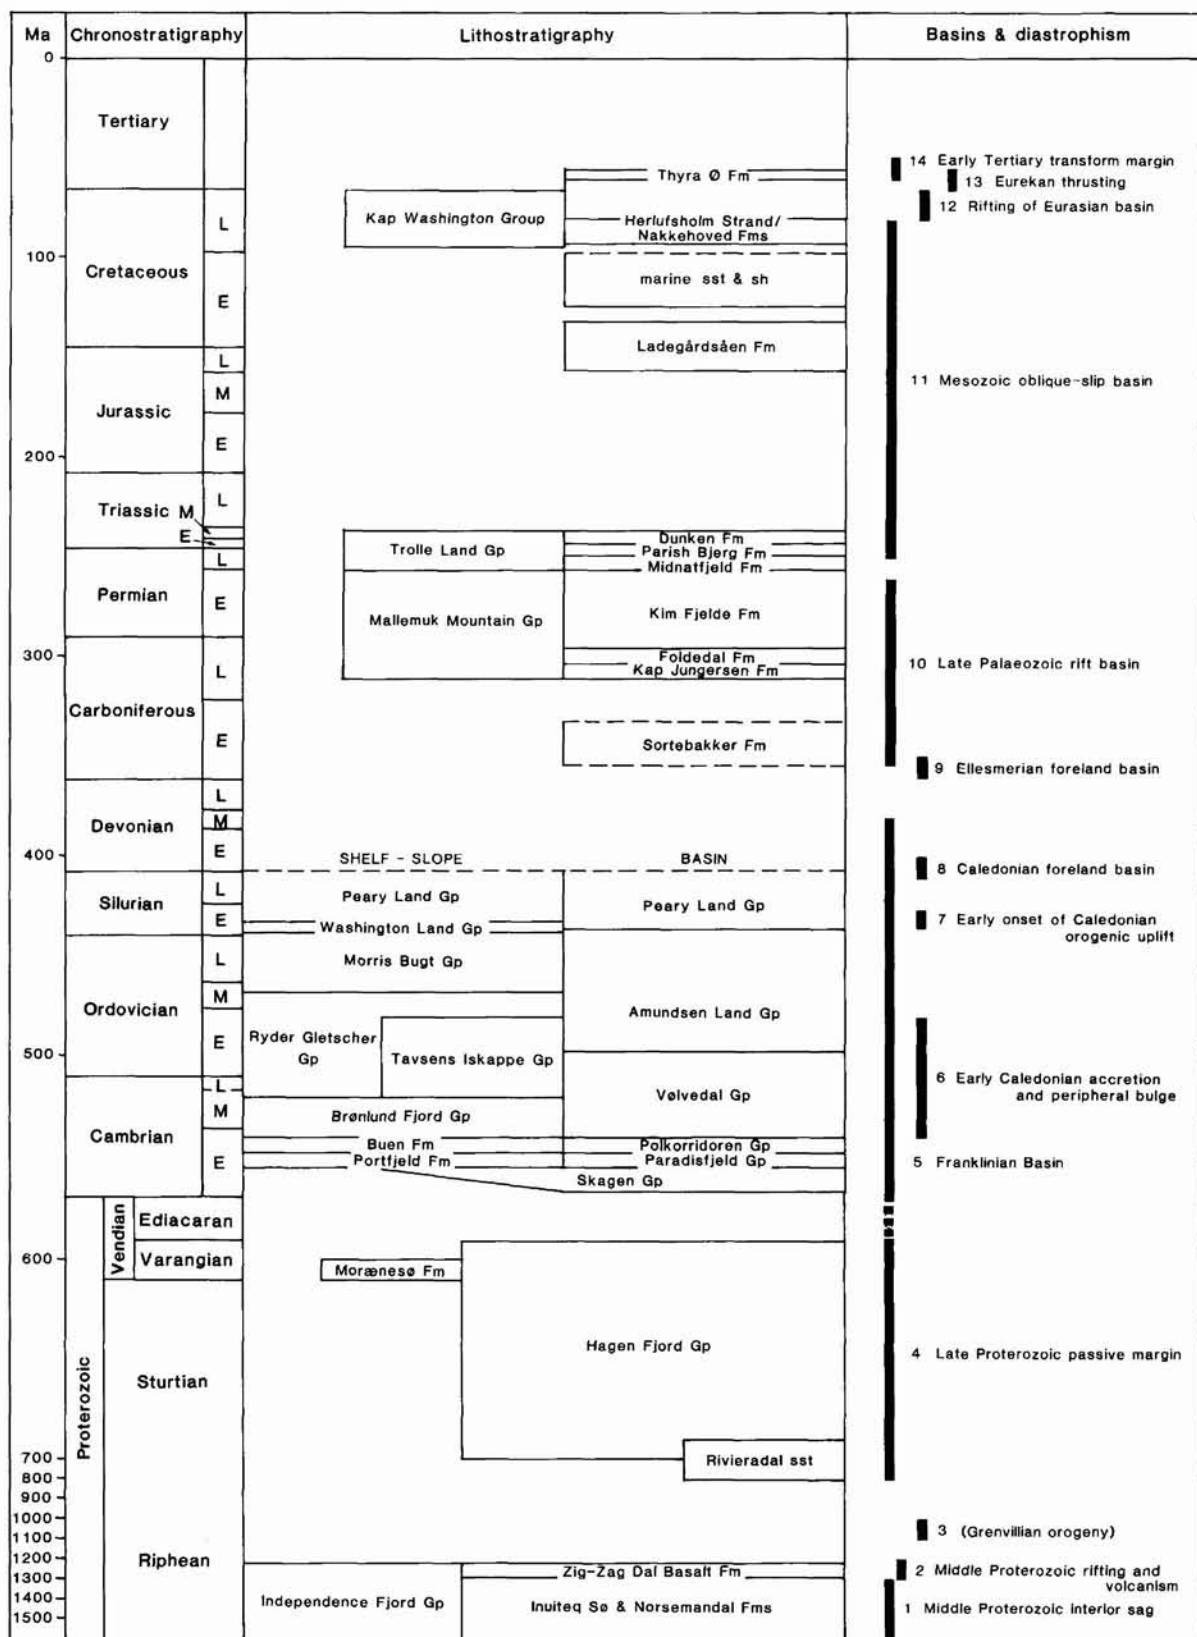 Ma Chronostratigraphy Lithostratigraphy Basins & diastrophism
0
Tertiary
14 Early Tertiary transform margin
Thyra Ø Fm
13 Eurekan thrusting
Kap Washington Group
12 Rifting of Eurasian basin
L
Herlufsholm Strand/
Nakkehoved Fms
100
Cretaceous
marine sst & sh
E
Ladegårdsåen Fm
L
11 Mesozoic oblique-slip basin
M
Jurassic
E
200
L
Triassic M
E
Dunken Fm
Trolle Land Gp
Parish Bjerg Fm
L
Midnatfjeld Fm
Permian
E
Kim Fjelde Fm
Mallemuk Mountain Gp
300
Foldedal Fm
10 Late Palaeozoic rift basin
L
Kap Jungersen Fm
Carboniferous
E
Sortebakker Fm
9 Ellesmerian foreland basin
L
Devonian
M
400
E
SHELF - SLOPE BASIN
8 Caledonian foreland basin
L
Peary Land Gp
Silurian
Peary Land Gp
E
Washington Land Gp
7 Early onset of Caledonian
orogenic uplift
L
Morris Bugt Gp
M
Ordovician
Amundsen Land Gp
E
Ryder Gletscher
Gp
Tavsens Iskappe Gp
500
L
6 Early Caledonian accretion
and peripheral bulge
Vølvedal Gp
M
Brønlund Fjord Gp
Cambrian
Buen Fm
Polkorridoren Gp
E
Portfjeld Fm
Paradisfjeld Gp
5 Franklinian Basin
Skagen Gp
Vendian
Ediacaran
Varangian
600
Morænesø Fm
Hagen Fjord Gp
4 Late Proterozoic passive margin
Proterozoic
Sturtian
700
Rivieradal sst
800
900
1000
3 (Grenvillian orogeny)
1100
1200
Riphean
Zig-Zag Dal Basalt Fm
2 Middle Proterozoic rifting and
volcanism
1300
1400
Independence Fjord Gp
Inuiteq Sø & Norsemandal Fms
1 Middle Proterozoic interior sag
1500